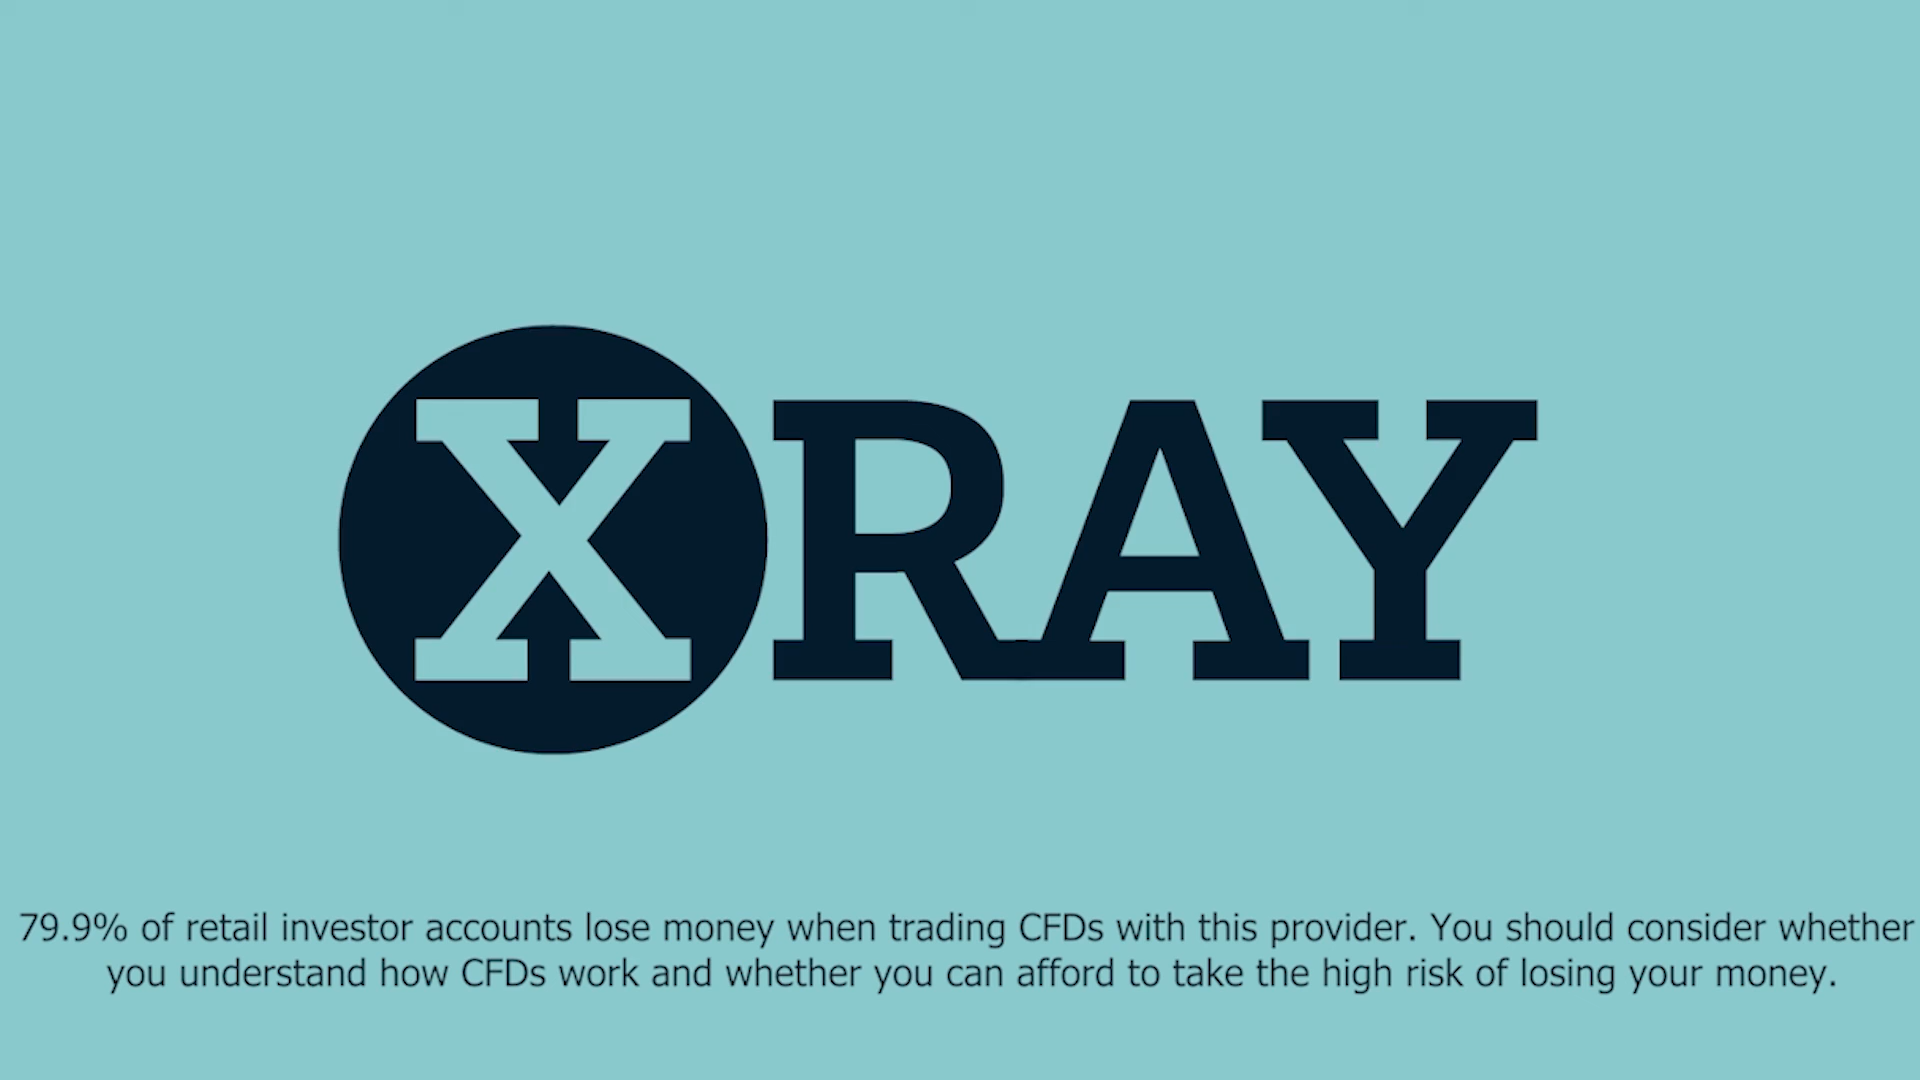 XRAY
79.9% of retail investor accounts lose money when trading CFDs with this provider. You should consider whether
you understand how CFDs work and whether you can afford to take the high risk of losing your money.